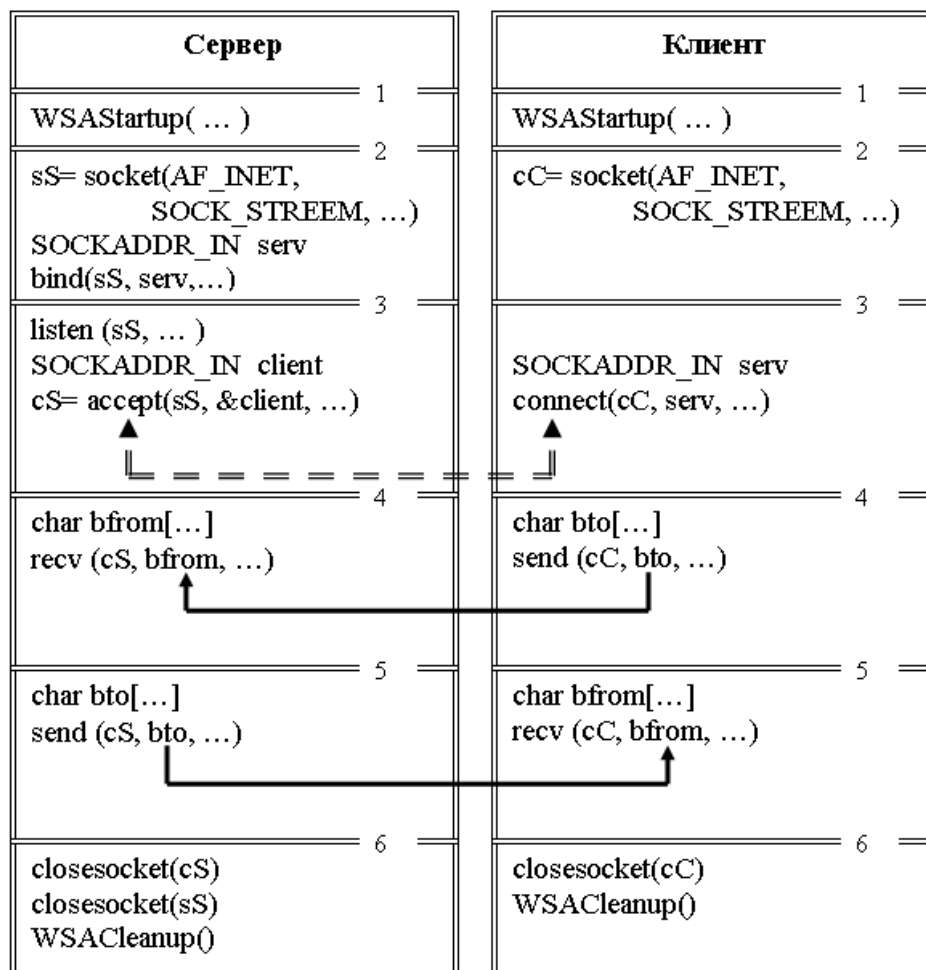 Сервер
1
WSAStartup( … )
2
sS= socket(AF_INET,
SOCK_STREEM, …)
SOCKADDR_IN serv
bind(sS, serv,…)
3
listen (sS, … )
SOCKADDR_IN client
cS= accept(sS, &client, …)
4
char bfrom[…]
recv (cS, bfrom, …)
5
char bto[…]
send (cS, bto, …)
6
closesocket(cS)
closesocket(sS)
WSACleanup()
Клиент
1
WSAStartup( … )
2
cC= socket(AF_INET,
SOCK_STREEM, …)
3
SOCKADDR_IN serv
connect(cC, serv, …)
4
char bto[…]
send (cC, bto, …)
5
char bfrom[…]
recv (cC, bfrom, …)
6
closesocket(cC)
WSACleanup()